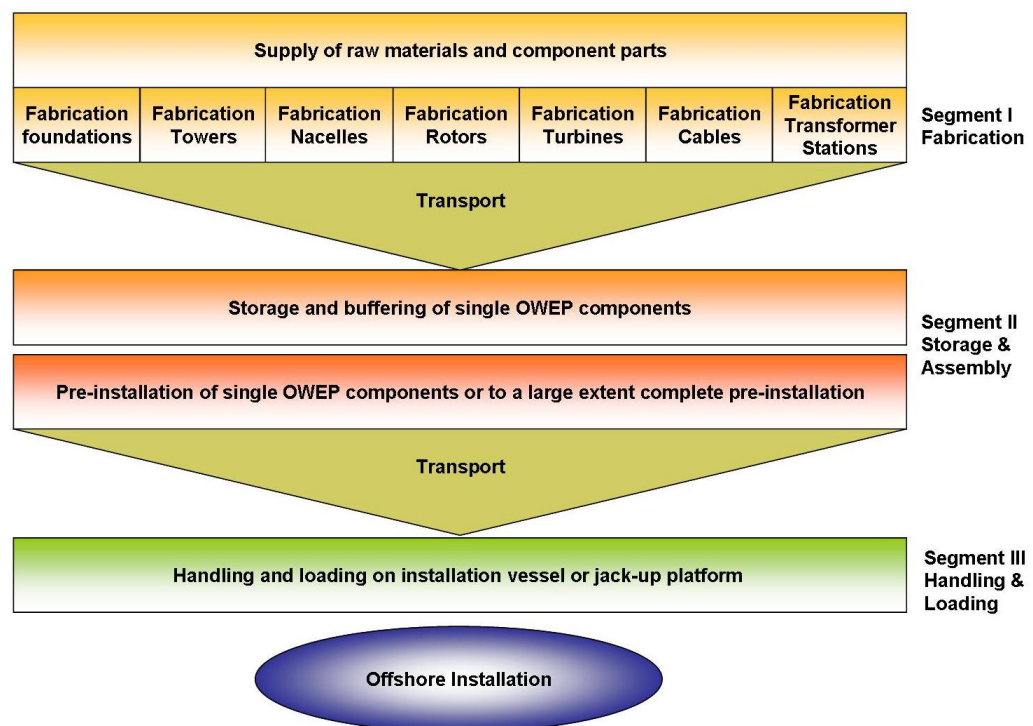 Supply of raw materials and component parts
Fabrication
foundations
Fabrication
Towers
Fabrication
Nacelles
Fabrication
Rotors
Fabrication
Turbines
Fabrication
Cables
Fabrication
Transformer
Stations
Segment I
Fabrication
Transport
Storage and buffering of single OWEP components
Segment II
Storage &
Assembly
Pre-installation of single OWEP components or to a large extent complete pre-installation
Transport
Handling and loading on installation vessel or jack-up platform
Segment III
Handling &
Loading
Offshore Installation